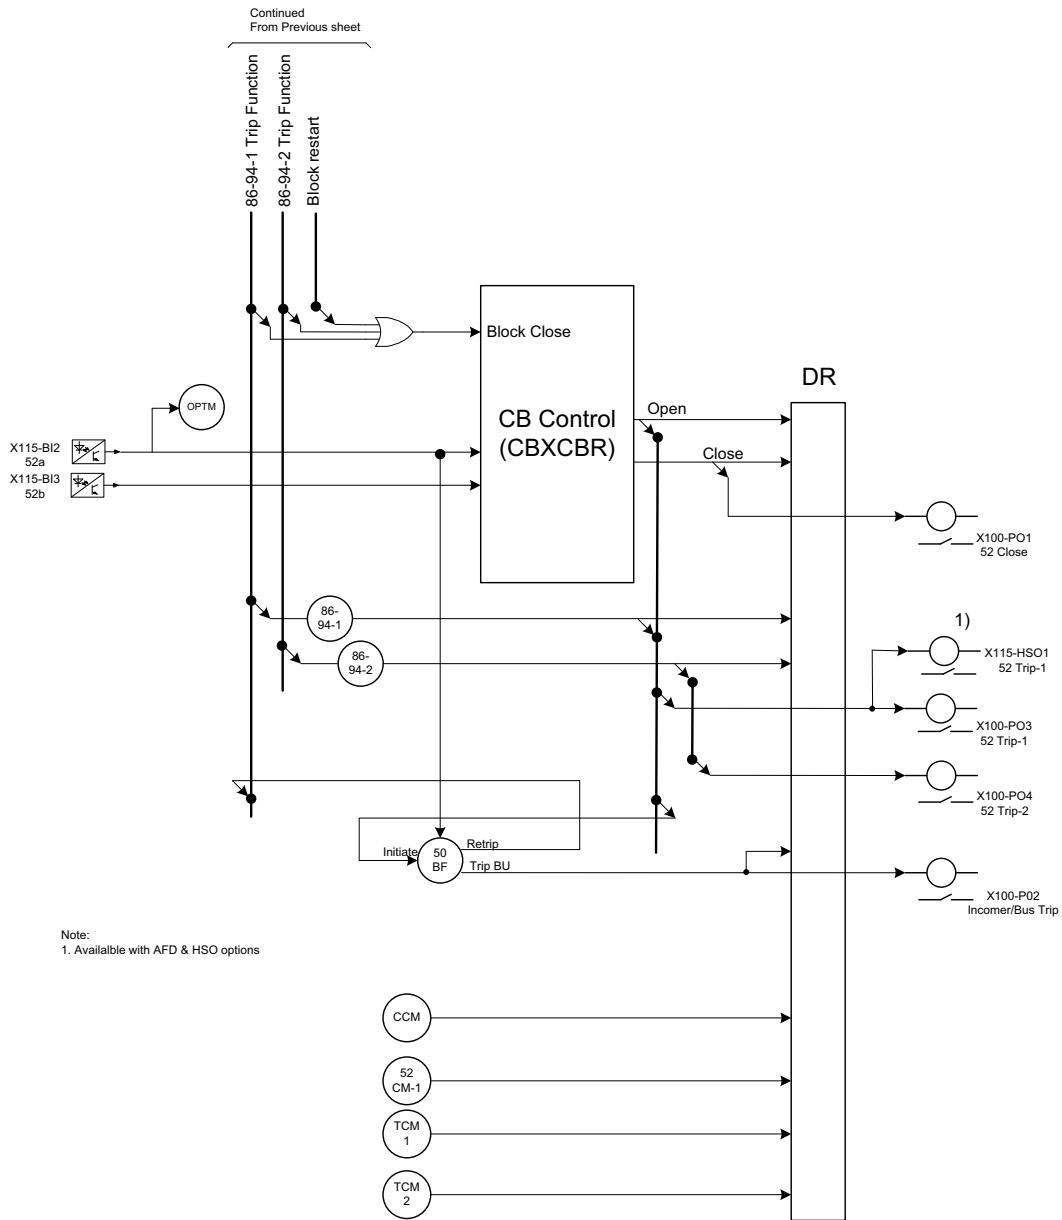 Continued
From Previous sheet
86-94-1 Trip Function
86-94-2 Trip Function
Block restart
Block Close
CB Control
(CBXCBR)
DR
OPTM
Open
X115-BI2
52a
Close
X115-BI3
52b
X100-PO1
52 Close
86-
94-1
1)
86-
94-2
X115-HSO1
52 Trip-1
X100-PO3
52 Trip-1
X100-PO4
52 Trip-2
Initiate
50
BF
Retrip
Trip BU
X100-P02
Incomer/Bus Trip
Note:
1. Availalble with AFD & HSO options
CCM
52
CM-1
TCM
1
TCM
2